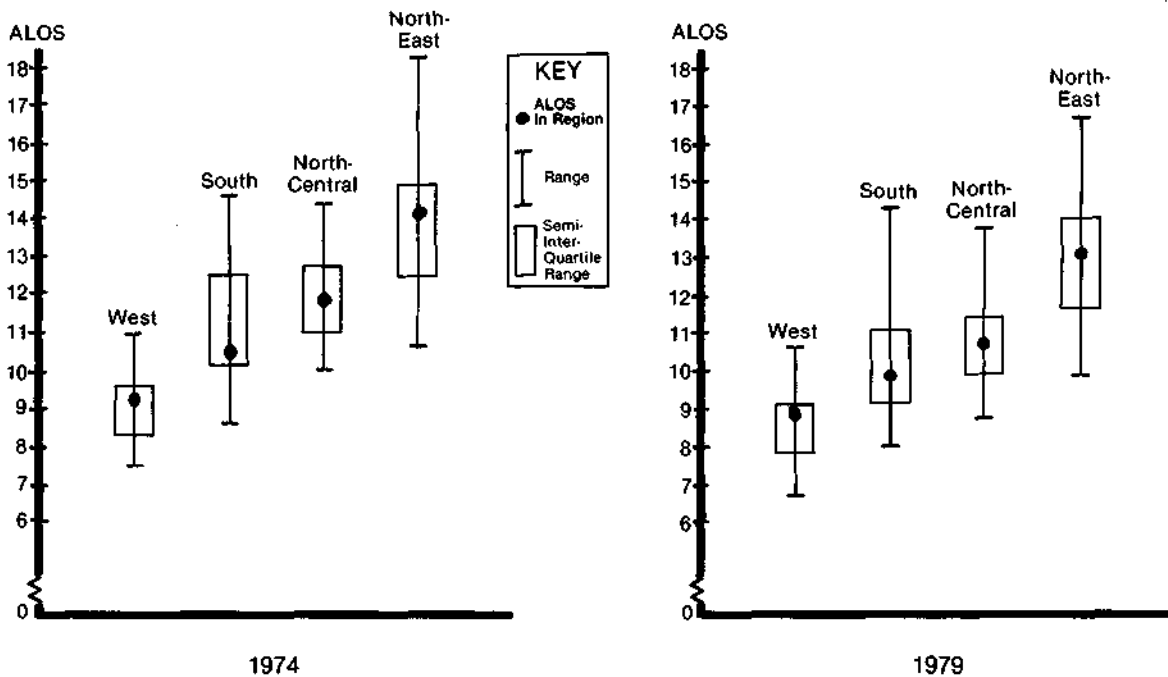 ALOS
18
17
16
15
14
13
12
11
10
9
8
7
6
0
West
South
North-
Central
North-
East
1974
KEY
ALOS
In Region
Range
Semi-
Inter-
Quartile
Range
ALOS
18
17
16
15
14
13
12
11
10
9
8
7
6
0
West
South
North-
Central
North-
East
1979